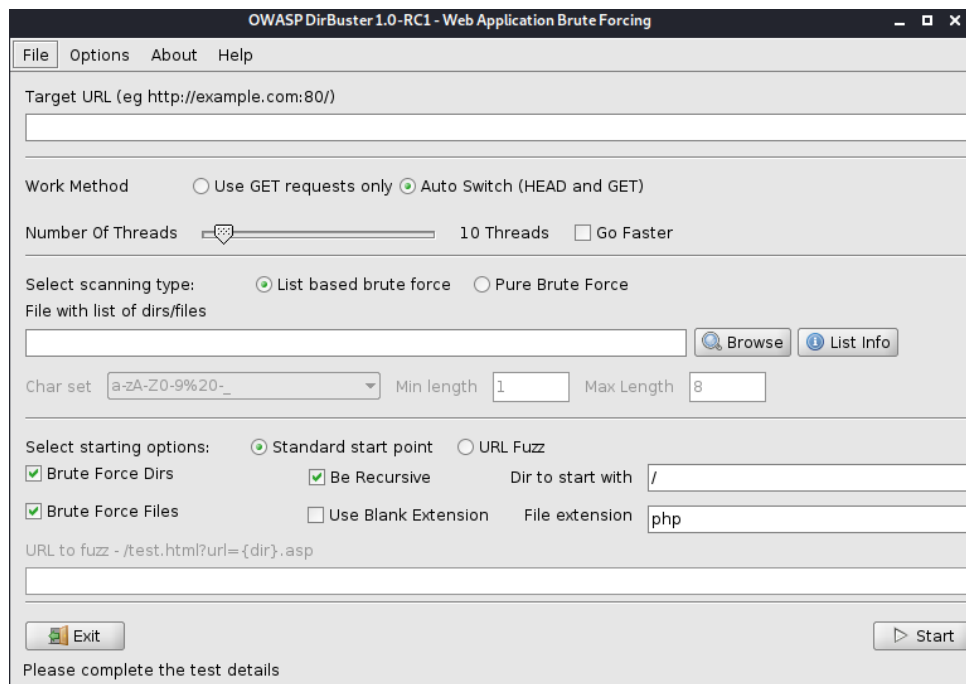 OWASP DirBuster 1.0-RC1 - Web Application Brute Forcing
File Options About Help
Target URL (eg http://example.com:80/)
Work Method Use GET requests only Auto Switch (HEAD and GET)
Number Of Threads 10 Threads Go Faster
Select scanning type: List based brute force Pure Brute Force
File with list of dirs/files
Browse List Info
Char set a-zA-Z0-9%20-_ Min length 1 Max Length 8
Select starting options: Standard start point URL Fuzz
Brute Force Dirs Be Recursive Dir to start with /
Brute Force Files Use Blank Extension File extension php
URL to fuzz - /test.html?url={dir}.asp
Exit Start
Please complete the test details